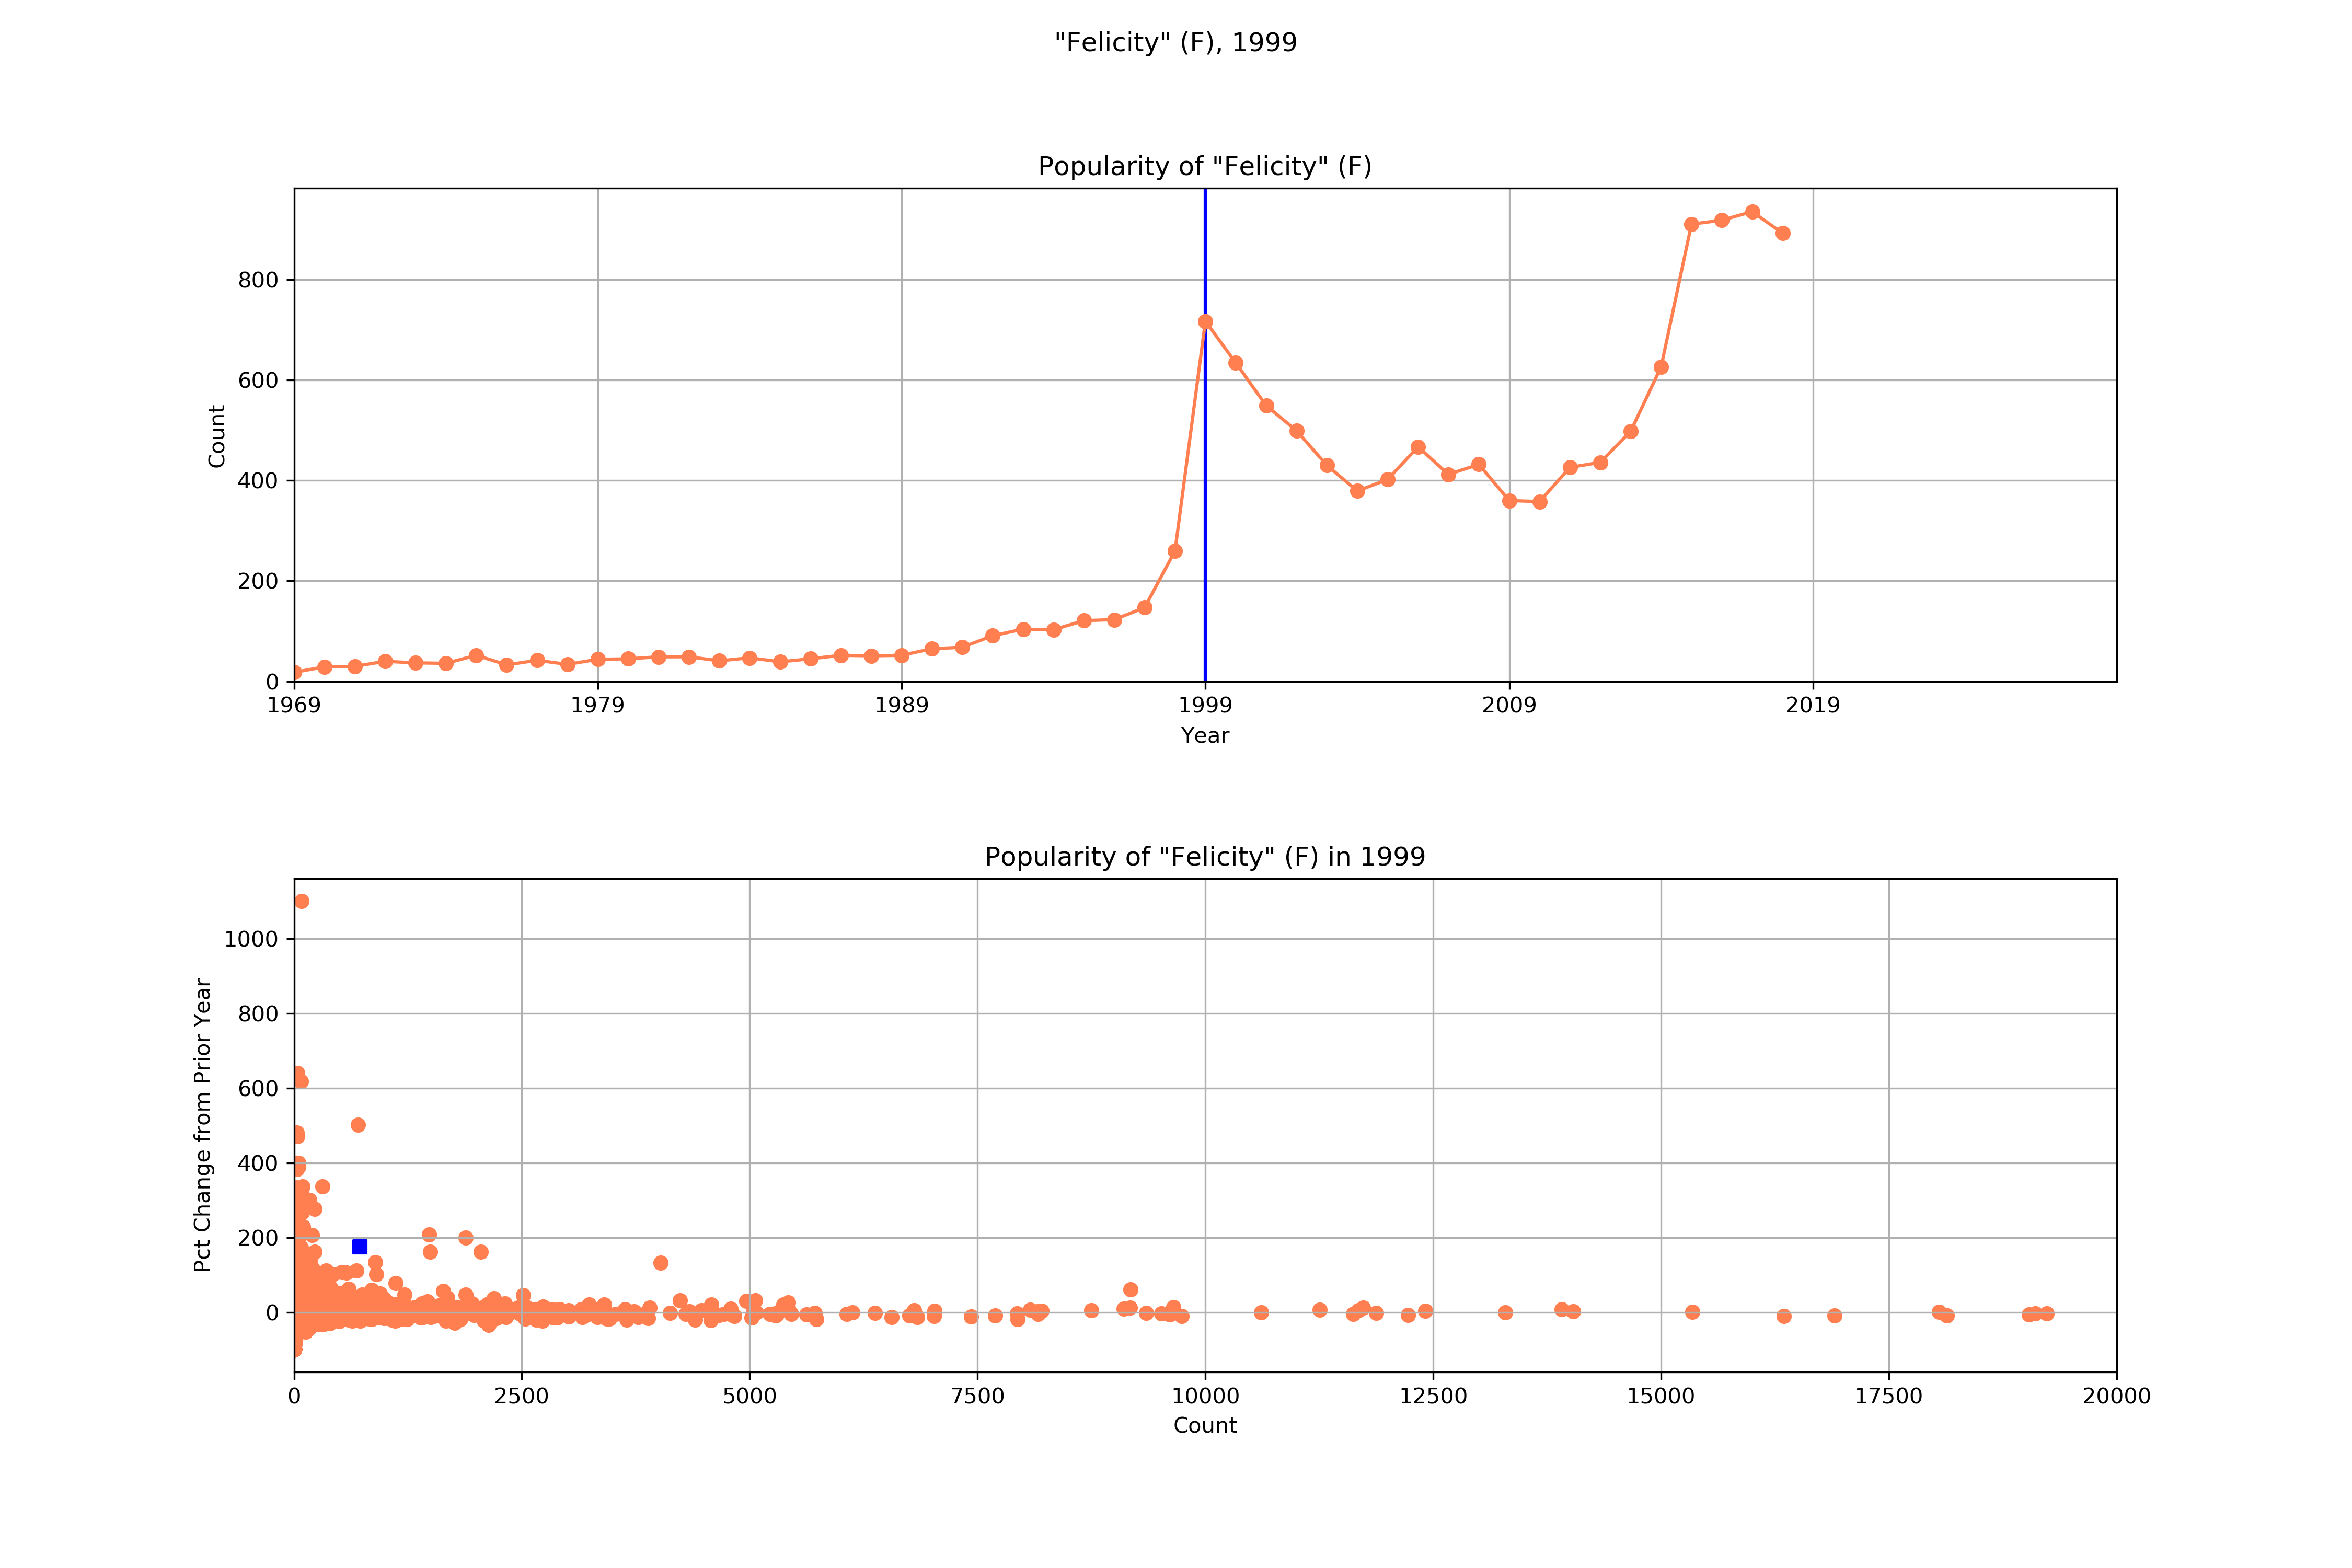 "Felicity" (F), 1999
Popularity of "Felicity" (F)
Count
800
600
400
200
0
1969 1979 1989 1999 2009 2019
Year
Popularity of "Felicity" (F) in 1999
Pct Change from Prior Year
1000
800
600
400
200
0
0 2500 5000 7500 10000 12500 15000 17500 20000
Count